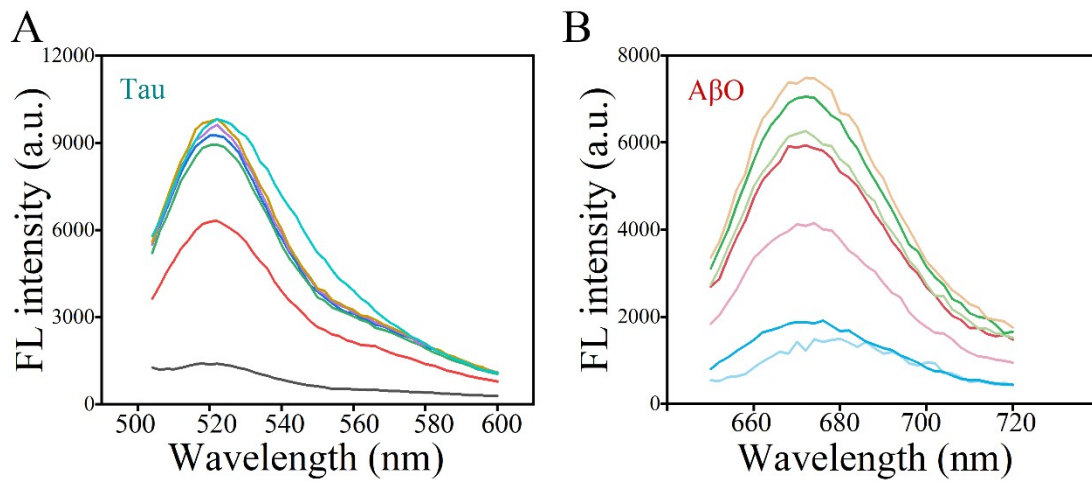 A
B
12000
9000
6000
3000
0
FL intensity (a.u.)
Tau
500
520
540
560
580
600
Wavelength (nm)
8000
6000
4000
2000
0
FL intensity (a.u.)
AβO
660
680
700
720
Wavelength (nm)